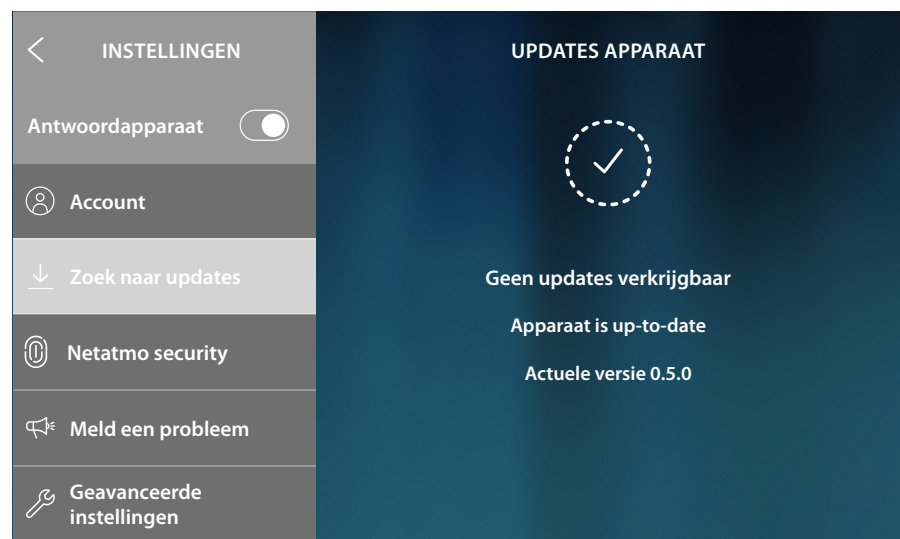 INSTELLINGEN
Antwoordapparaat
Account
Zoek naar updates
Netatmo security
Meld een probleem
Geavanceerde
instellingen
UPDATES APPARAAT
Geen updates verkrijgbaar
Apparaat is up-to-date
Actuele versie 0.5.0